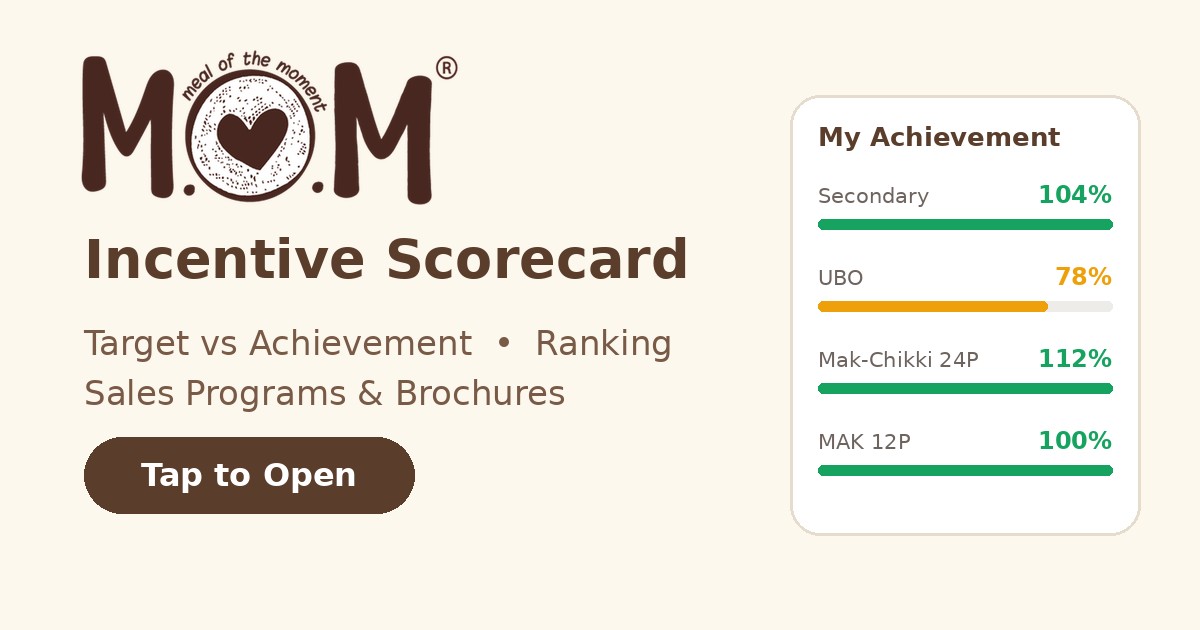 meal of the moment
M.O.M ®
Incentive Scorecard
Target vs Achievement • Ranking
Sales Programs & Brochures
Tap to Open
My Achievement
Secondary 104%
UBO 78%
Mak-Chikki 24P 112%
MAK 12P 100%